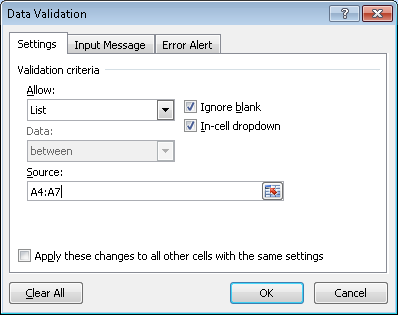 Data Validation
Settings
Input Message
Error Alert
Validation criteria
Allow:
List
Ignore blank
In-cell dropdown
Data:
between
Source:
A4:A7
Apply these changes to all other cells with the same settings
Clear All
OK
Cancel